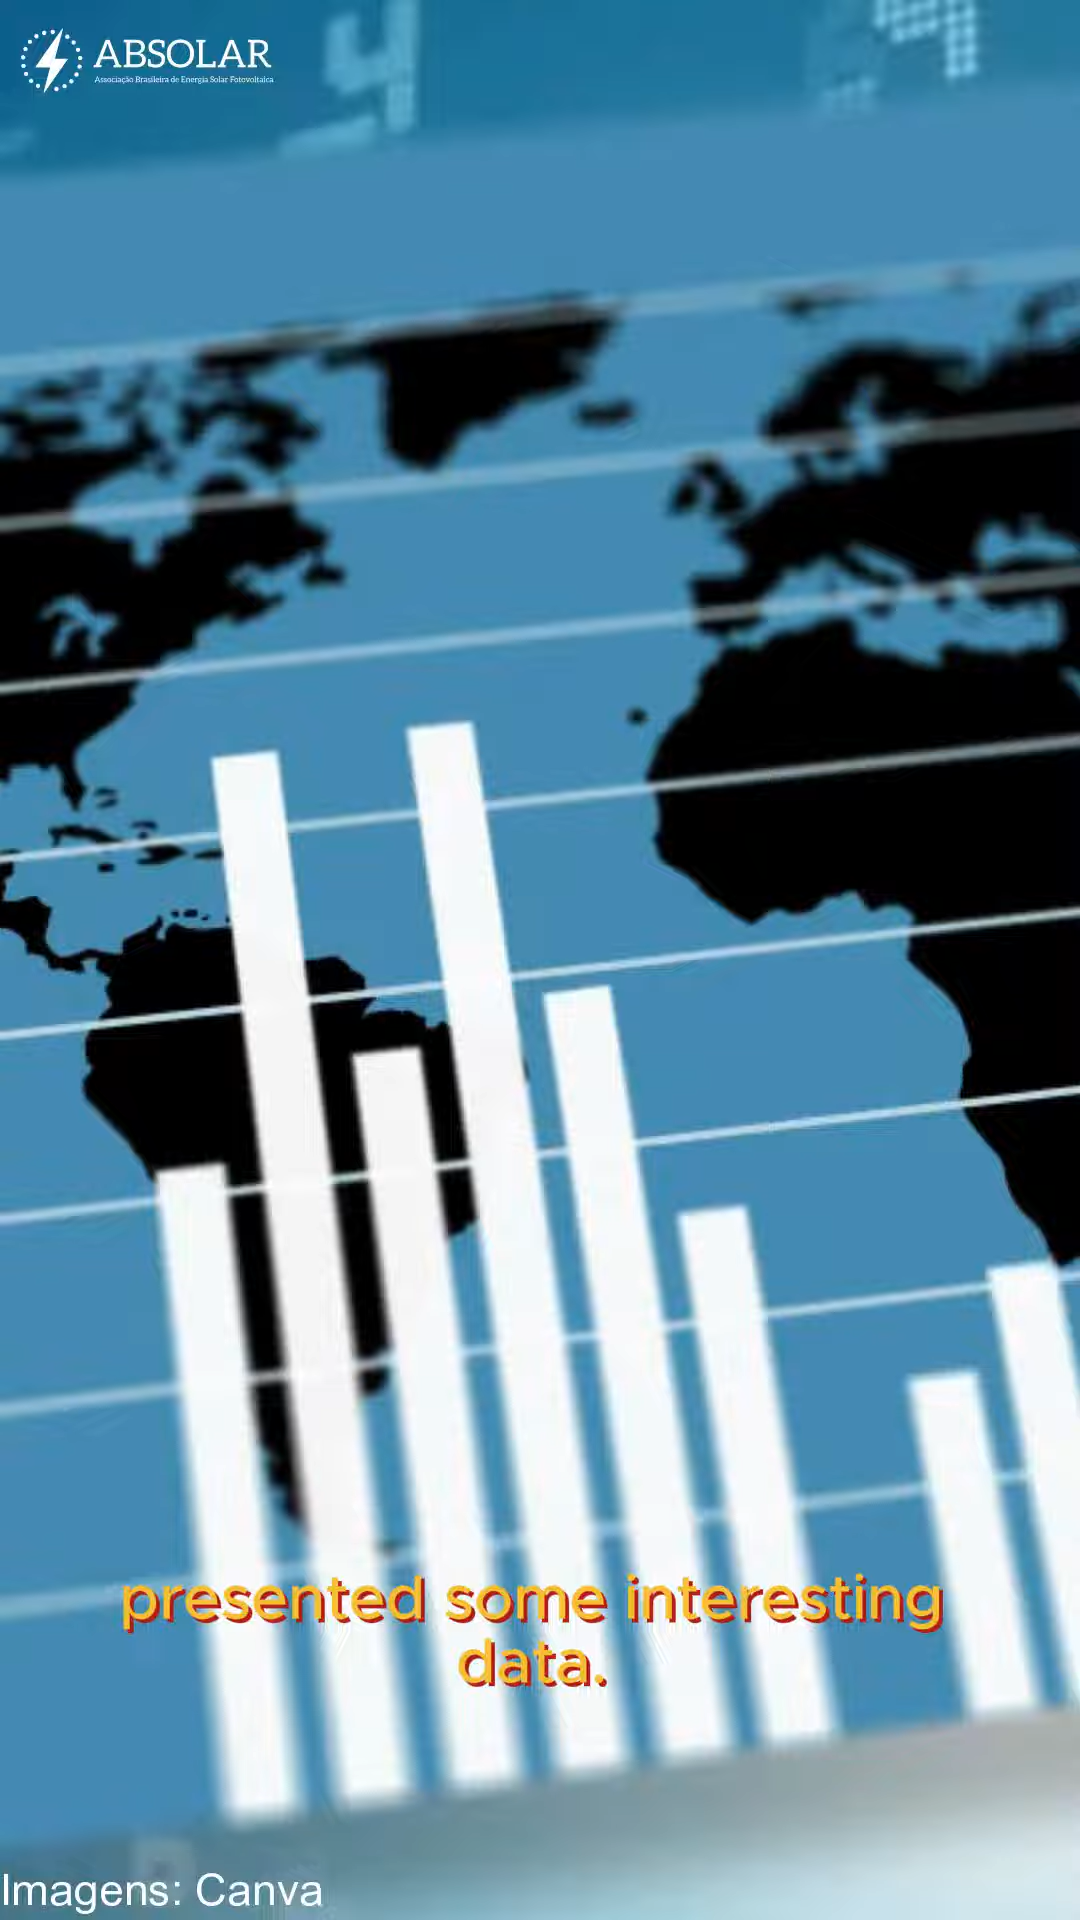 ABSOLAR
Associação Brasileira de Energia Solar Fotovoltaica
presented some interesting
data.
Imagens: Canva